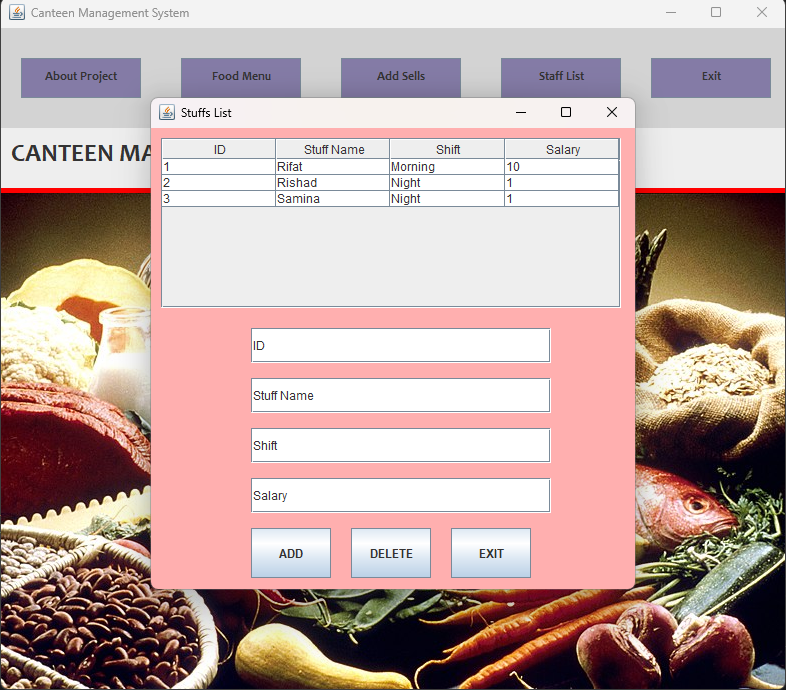 Canteen Management System
About Project Food Menu Add Sells Staff List Exit
CANTEEN MA
Stuffs List
ID Stuff Name Shift Salary
1 Rifat Morning 10
2 Rishad Night 1
3 Samina Night 1
ID
Stuff Name
Shift
Salary
ADD DELETE EXIT